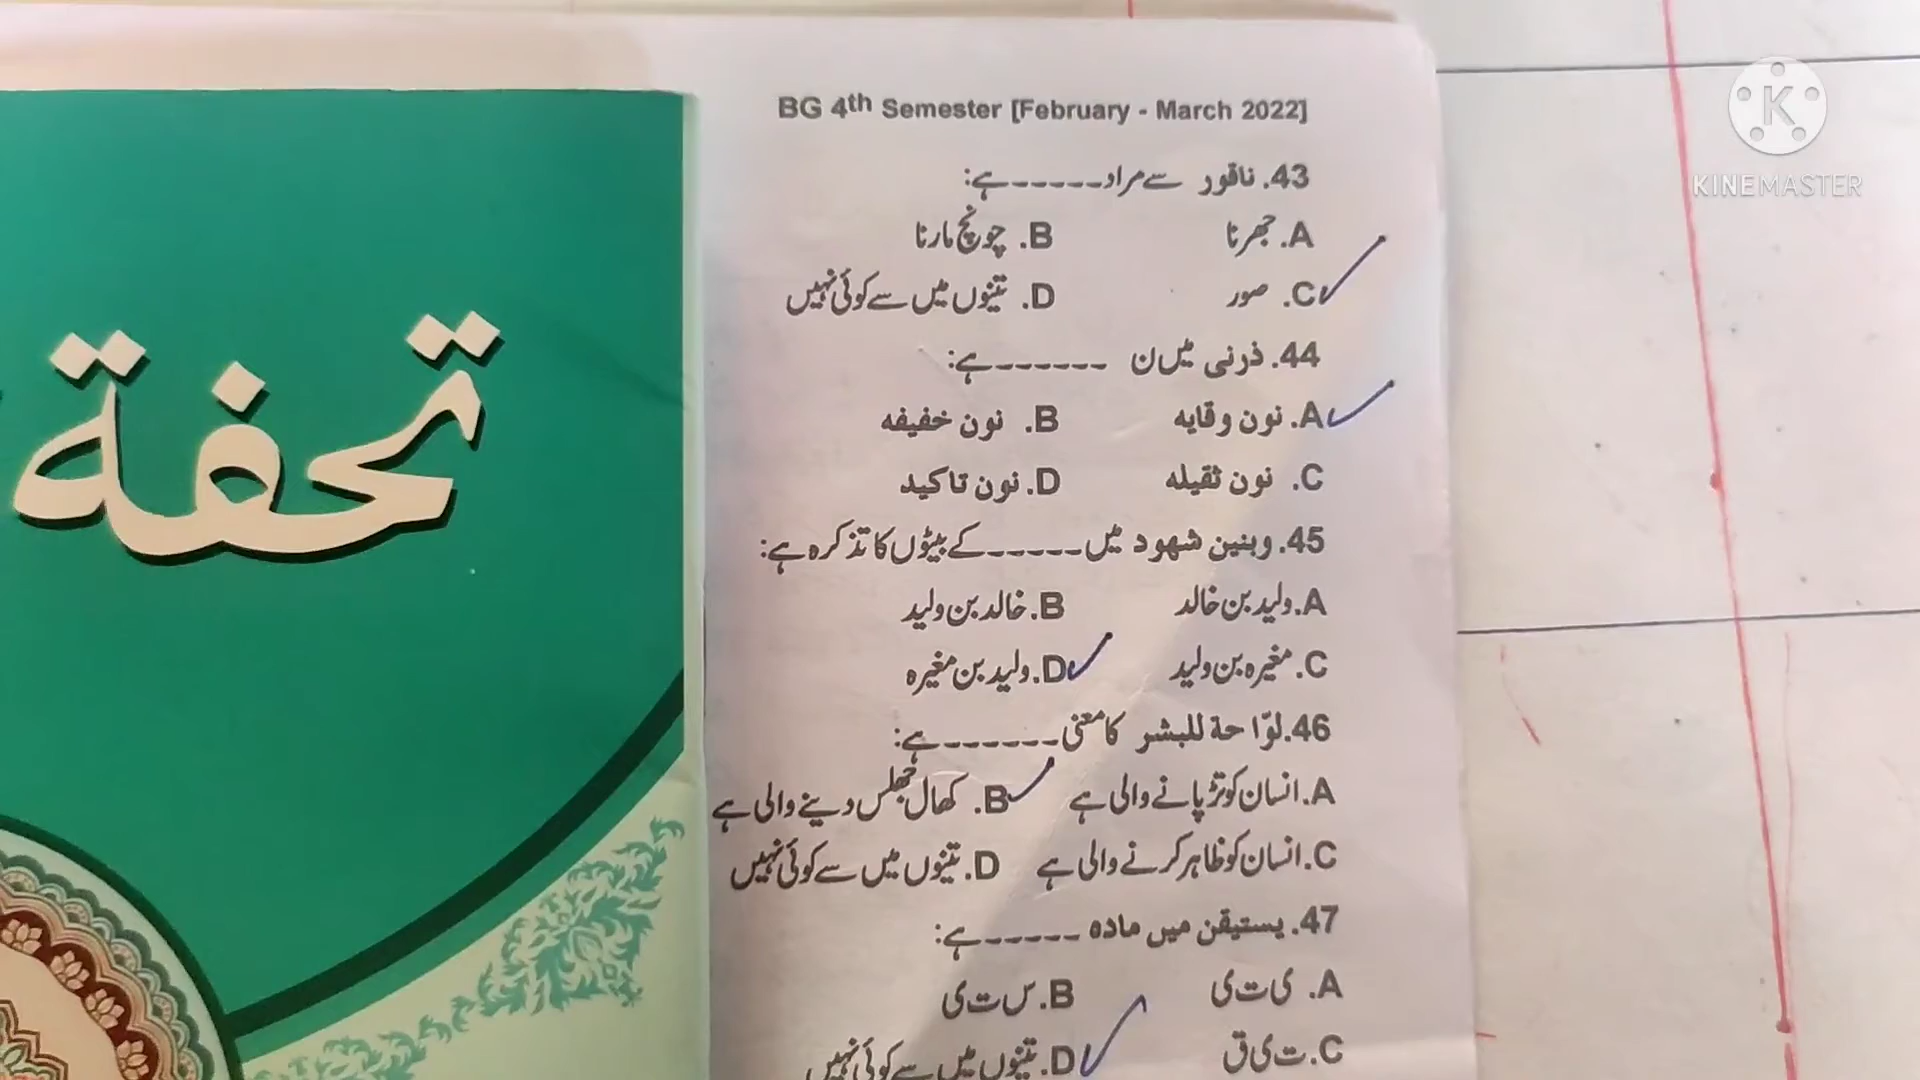 BG 4th Semester [February - March 2022]
K
KINEMASTER
43. ناقور سے مراد-----ہے:
A. جھرنا B. چونچ مارنا
C. صور D. تینوں میں سے کوئی نہیں
44. ذرنی میں ن ------ہے:
A. نون وقایہ B. نون خفیفہ
C. نون ثقیلہ D. نون تاکید
45. وبنین شهود میں-----کے بیٹوں کا تذکرہ ہے:
A. ولید بن خالد B. خالد بن ولید
C. مغیرہ بن ولید D. ولید بن مغیرہ
46. لوّاحة للبشر کا معنی------ہے:
A. انسان کو تڑپانے والی ہے B. کھال جھلس دینے والی ہے
C. انسان کو ظاہر کرنے والی ہے D. تینوں میں سے کوئی نہیں
47. یستیقن میں مادہ -----ہے:
A. ی ت ی B. س ت ی
C. ت ی ق D. تینوں میں سے کوئی نہیں
تحفة